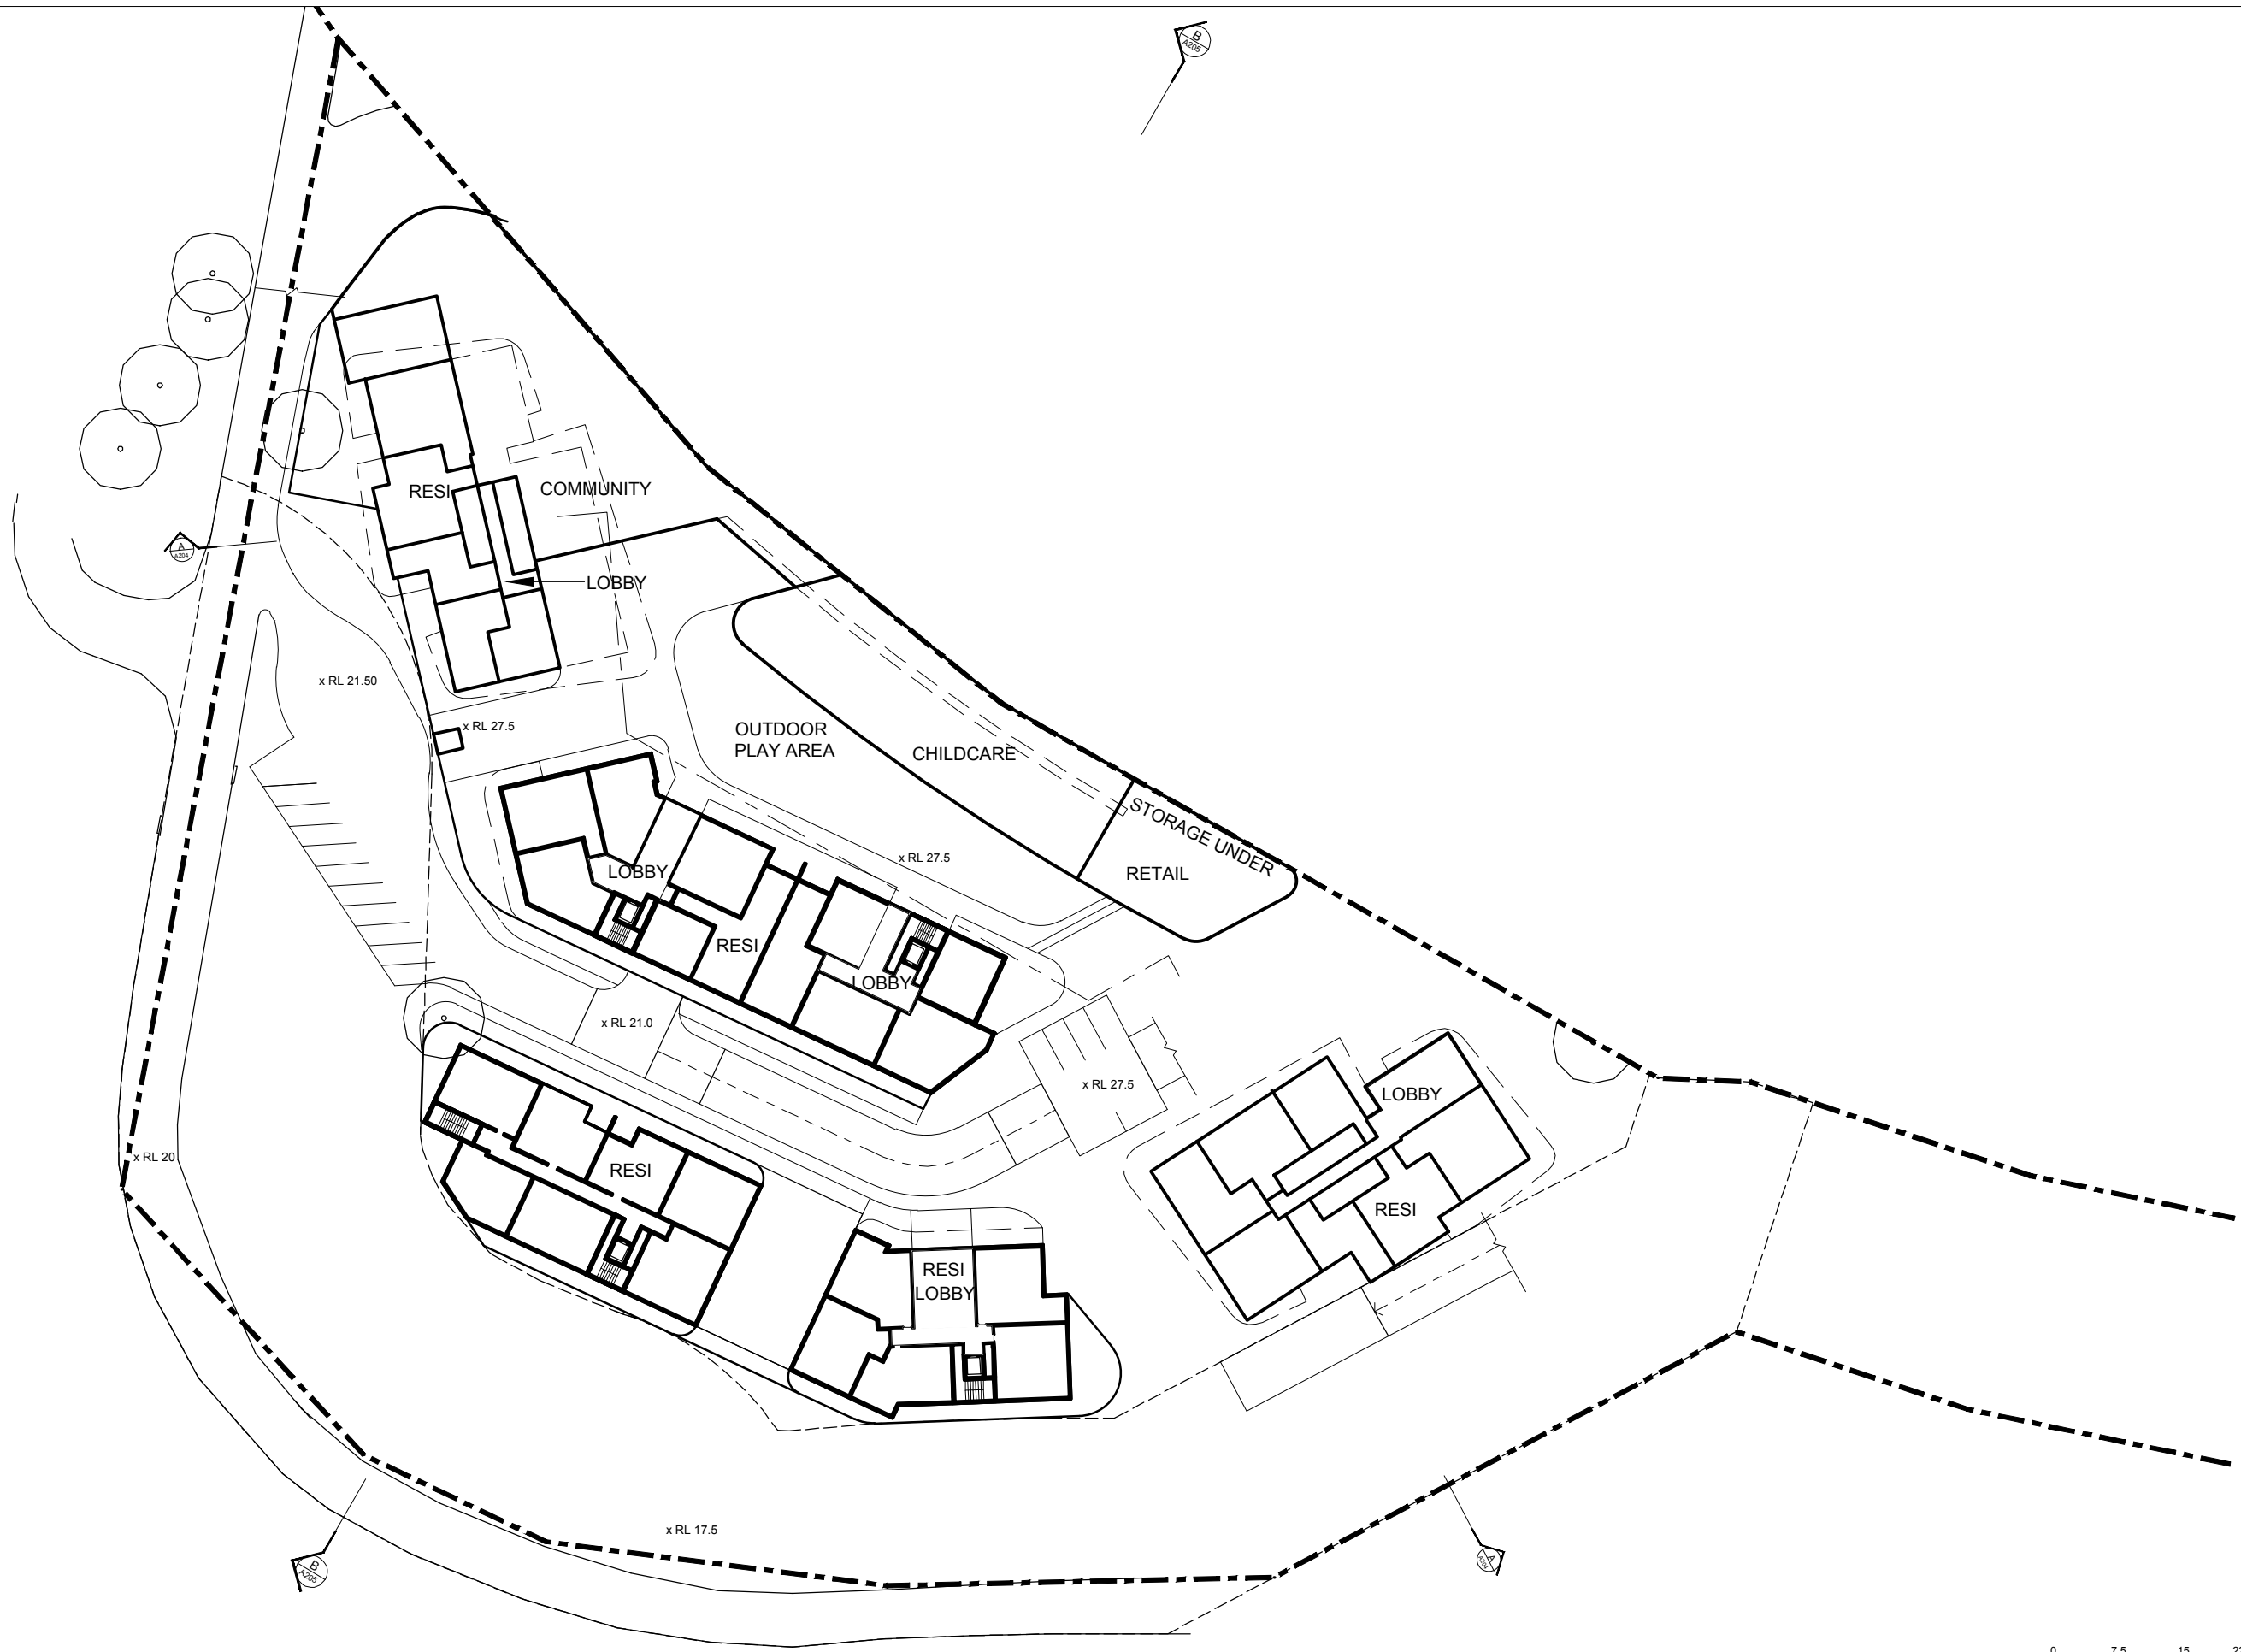 B
A205
RESI
COMMUNITY
A
A204
LOBBY
x RL 21.50
x RL 27.5
OUTDOOR
PLAY AREA
CHILDCARE
STORAGE UNDER
RETAIL
x RL 27.5
LOBBY
RESI
LOBBY
x RL 21.0
x RL 27.5
LOBBY
RESI
x RL 20
RESI
RESI
LOBBY
x RL 17.5
B
A205
A
A204
0 7.5 15